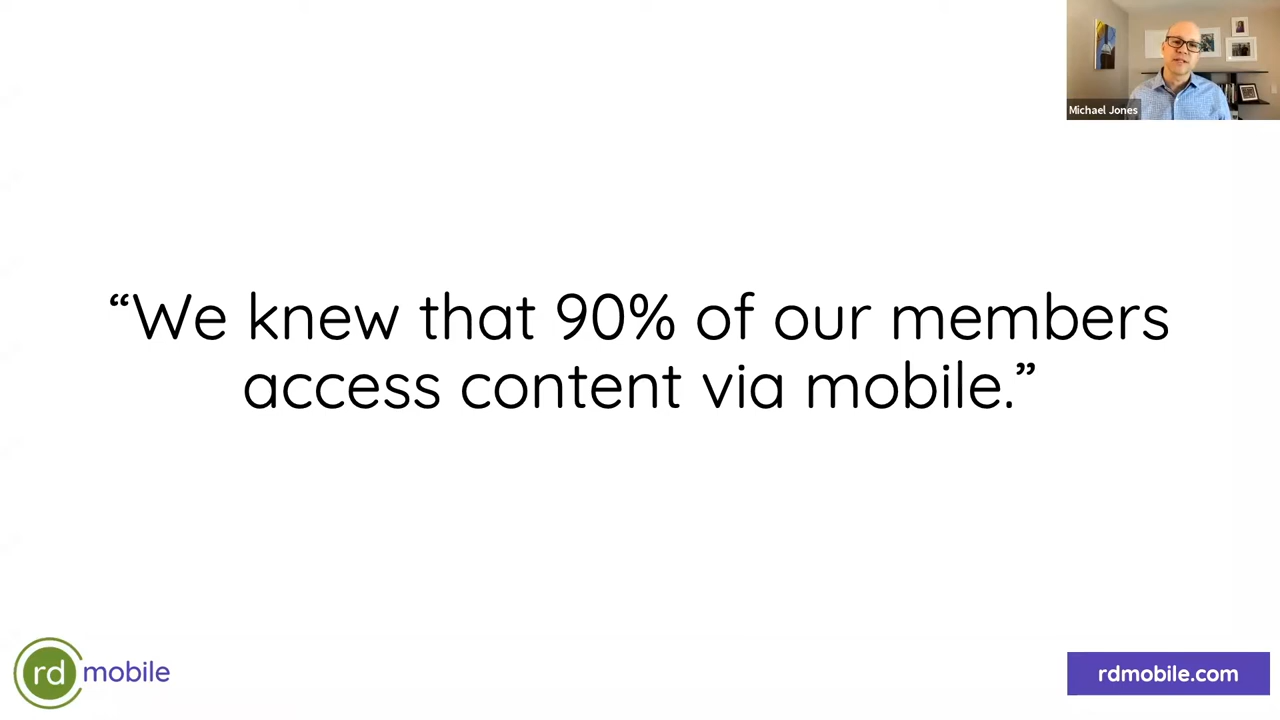 Michael Jones
“We knew that 90% of our members
access content via mobile.”
rd mobile
rdmobile.com